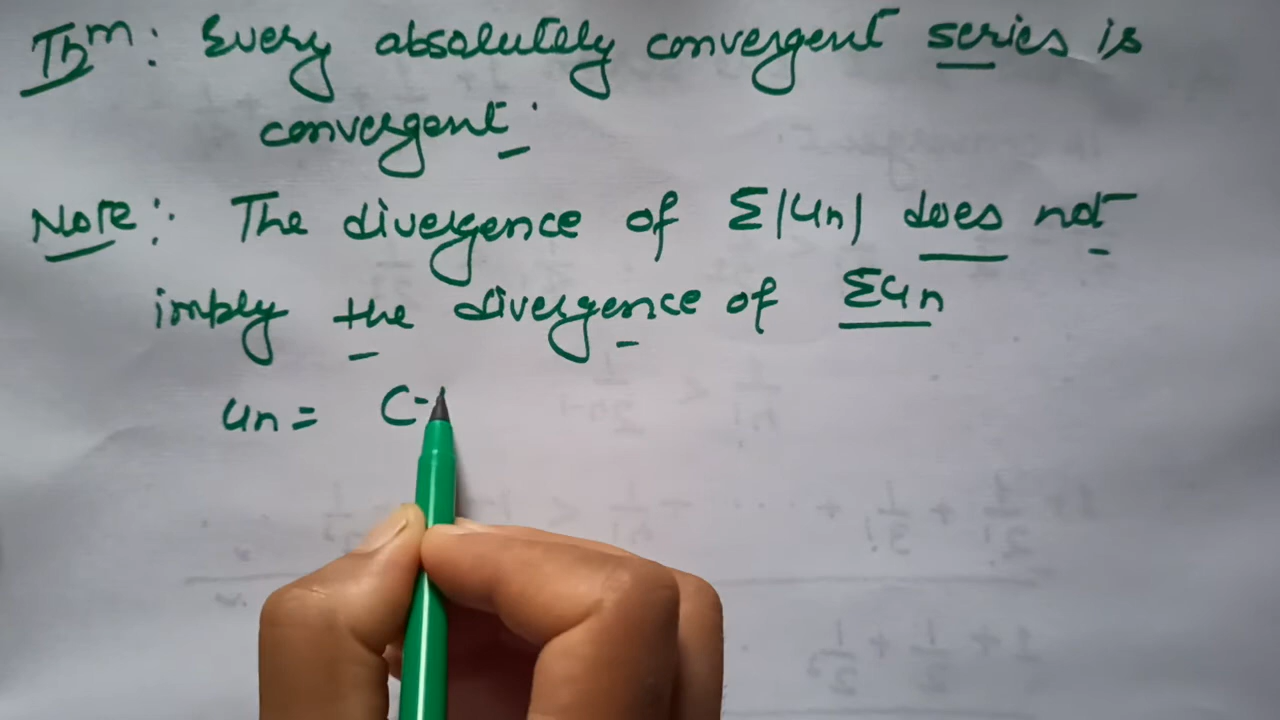 Thm: Every absolutely convergent series is
convergent.
Note: The divergence of Σ|un| does not
imply the divergence of Σun
un = (-